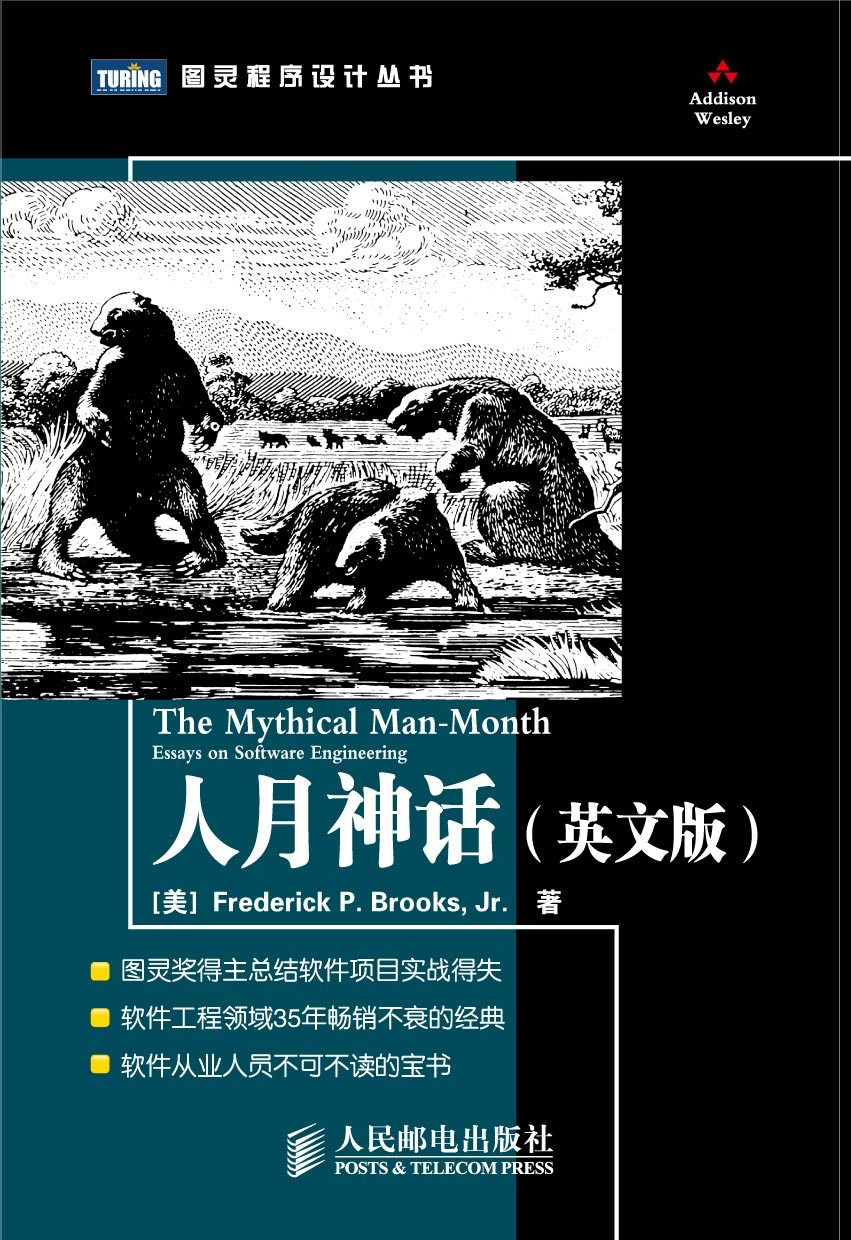 TURING 图灵程序设计丛书
Addison
Wesley
The Mythical Man-Month
Essays on Software Engineering
人月神话(英文版)
[美] Frederick P. Brooks, Jr. 著
图灵奖得主总结软件项目实战得失
软件工程领域35年畅销不衰的经典
软件从业人员不可不读的宝书
人民邮电出版社
POSTS & TELECOM PRESS